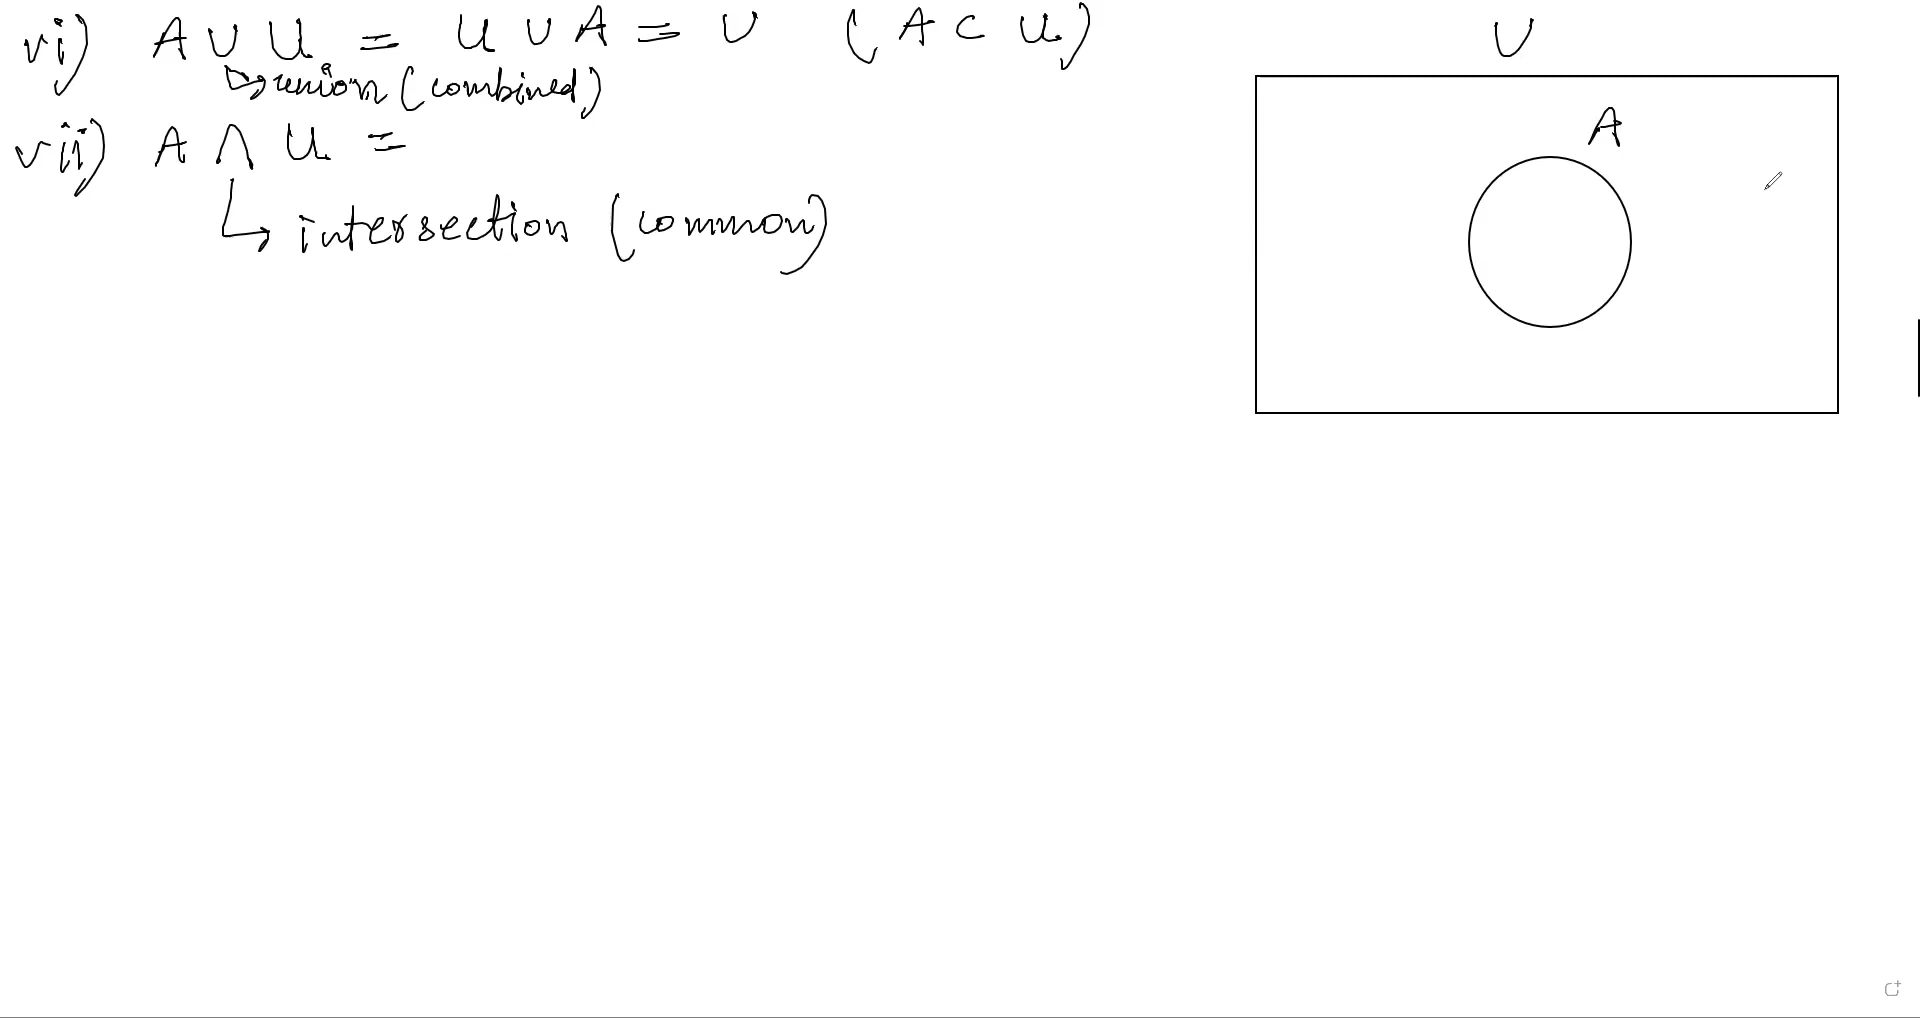 vi) A ∪ U = U ∪ A = U (A ⊂ U)
↳ union (combined)
vii) A ∩ U =
↳ intersection (common)
U
A